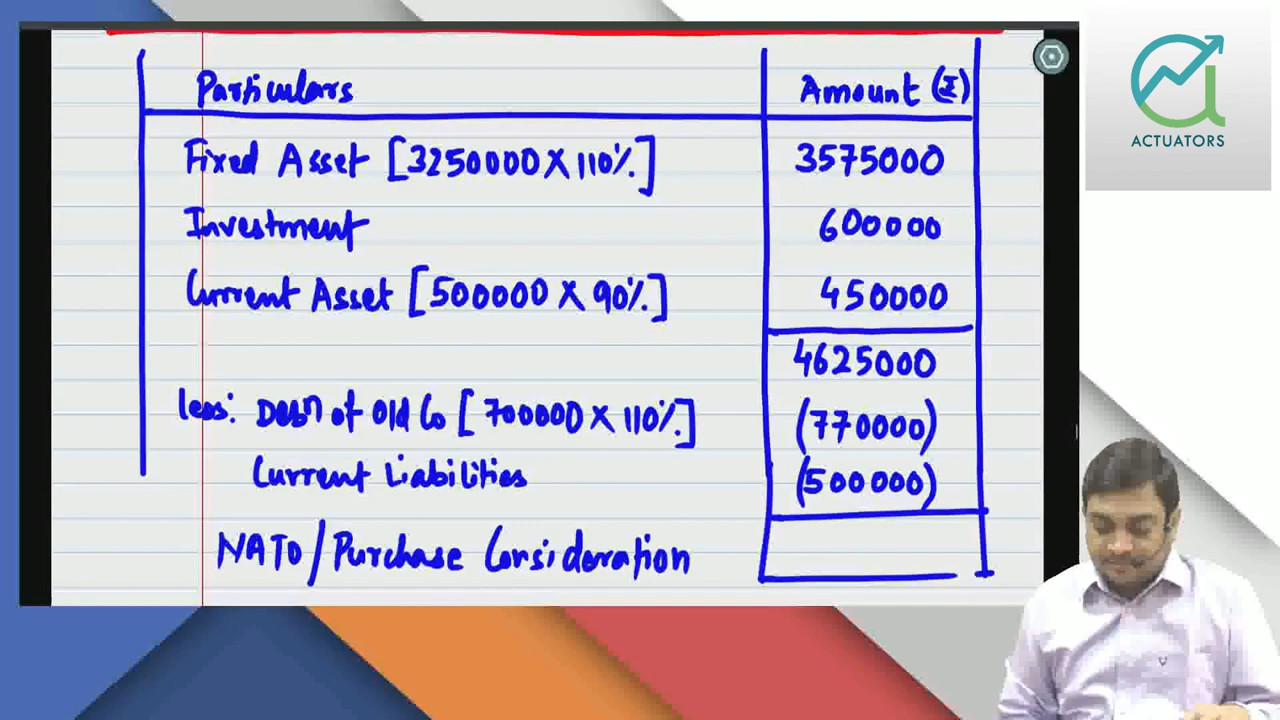 Particulars Amount (₹)
Fixed Asset [3250000 X 110%] 3575000
Investment 600000
Current Asset [500000 X 90%] 450000
4625000
less: Debn of Old Co [700000 X 110%] (770000)
Current Liabilities (500000)
NATO/Purchase Consideration
ACTUATORS